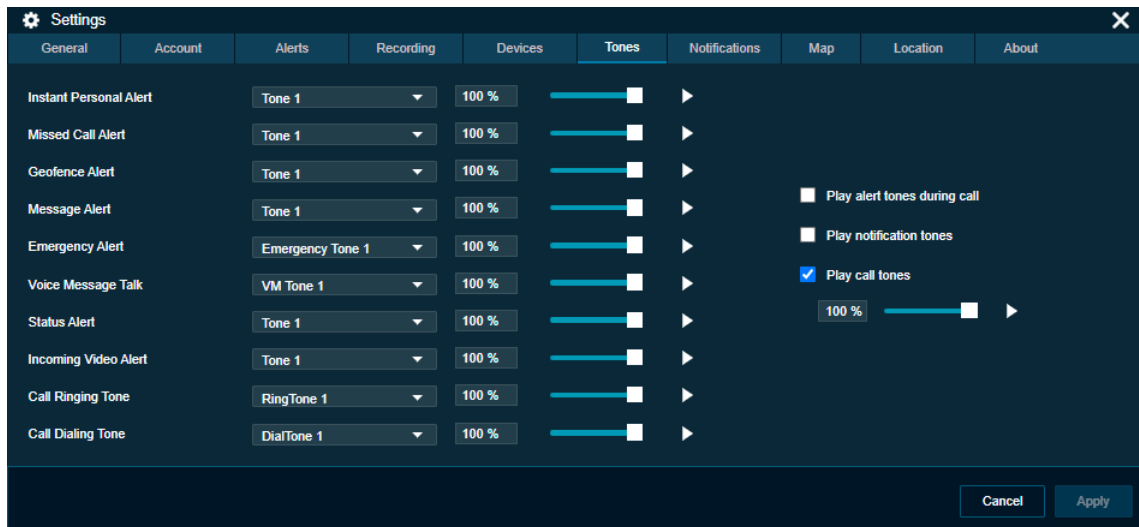 Settings
General Account Alerts Recording Devices Tones Notifications Map Location About
Instant Personal Alert Tone 1 100 %
Missed Call Alert Tone 1 100 %
Geofence Alert Tone 1 100 %
Message Alert Tone 1 100 %
Emergency Alert Emergency Tone 1 100 %
Voice Message Talk VM Tone 1 100 %
Status Alert Tone 1 100 %
Incoming Video Alert Tone 1 100 %
Call Ringing Tone RingTone 1 100 %
Call Dialing Tone DialTone 1 100 %
Play alert tones during call
Play notification tones
Play call tones
100 %
Cancel Apply